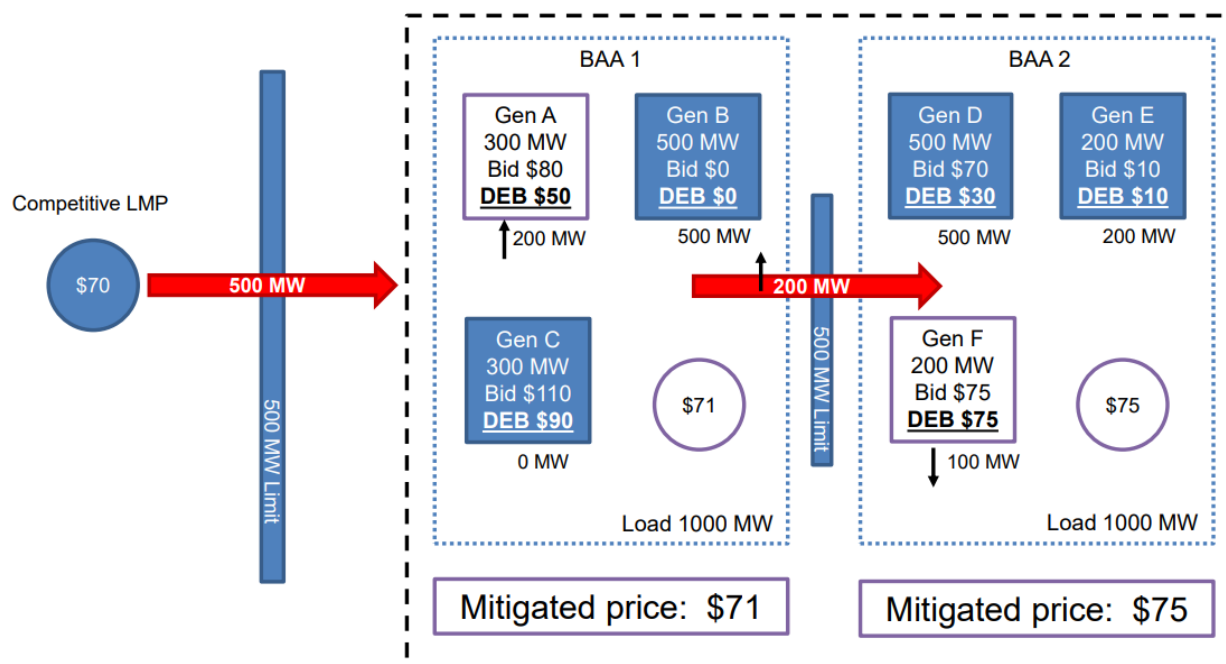 Competitive LMP
$70
500 MW
500 MW Limit
BAA 1
Gen A
300 MW
Bid $80
DEB $50
200 MW
Gen B
500 MW
Bid $0
DEB $0
500 MW
Gen C
300 MW
Bid $110
DEB $90
0 MW
$71
Load 1000 MW
200 MW
500 MW Limit
BAA 2
Gen D
500 MW
Bid $70
DEB $30
500 MW
Gen E
200 MW
Bid $10
DEB $10
200 MW
Gen F
200 MW
Bid $75
DEB $75
100 MW
$75
Load 1000 MW
Mitigated price: $71
Mitigated price: $75